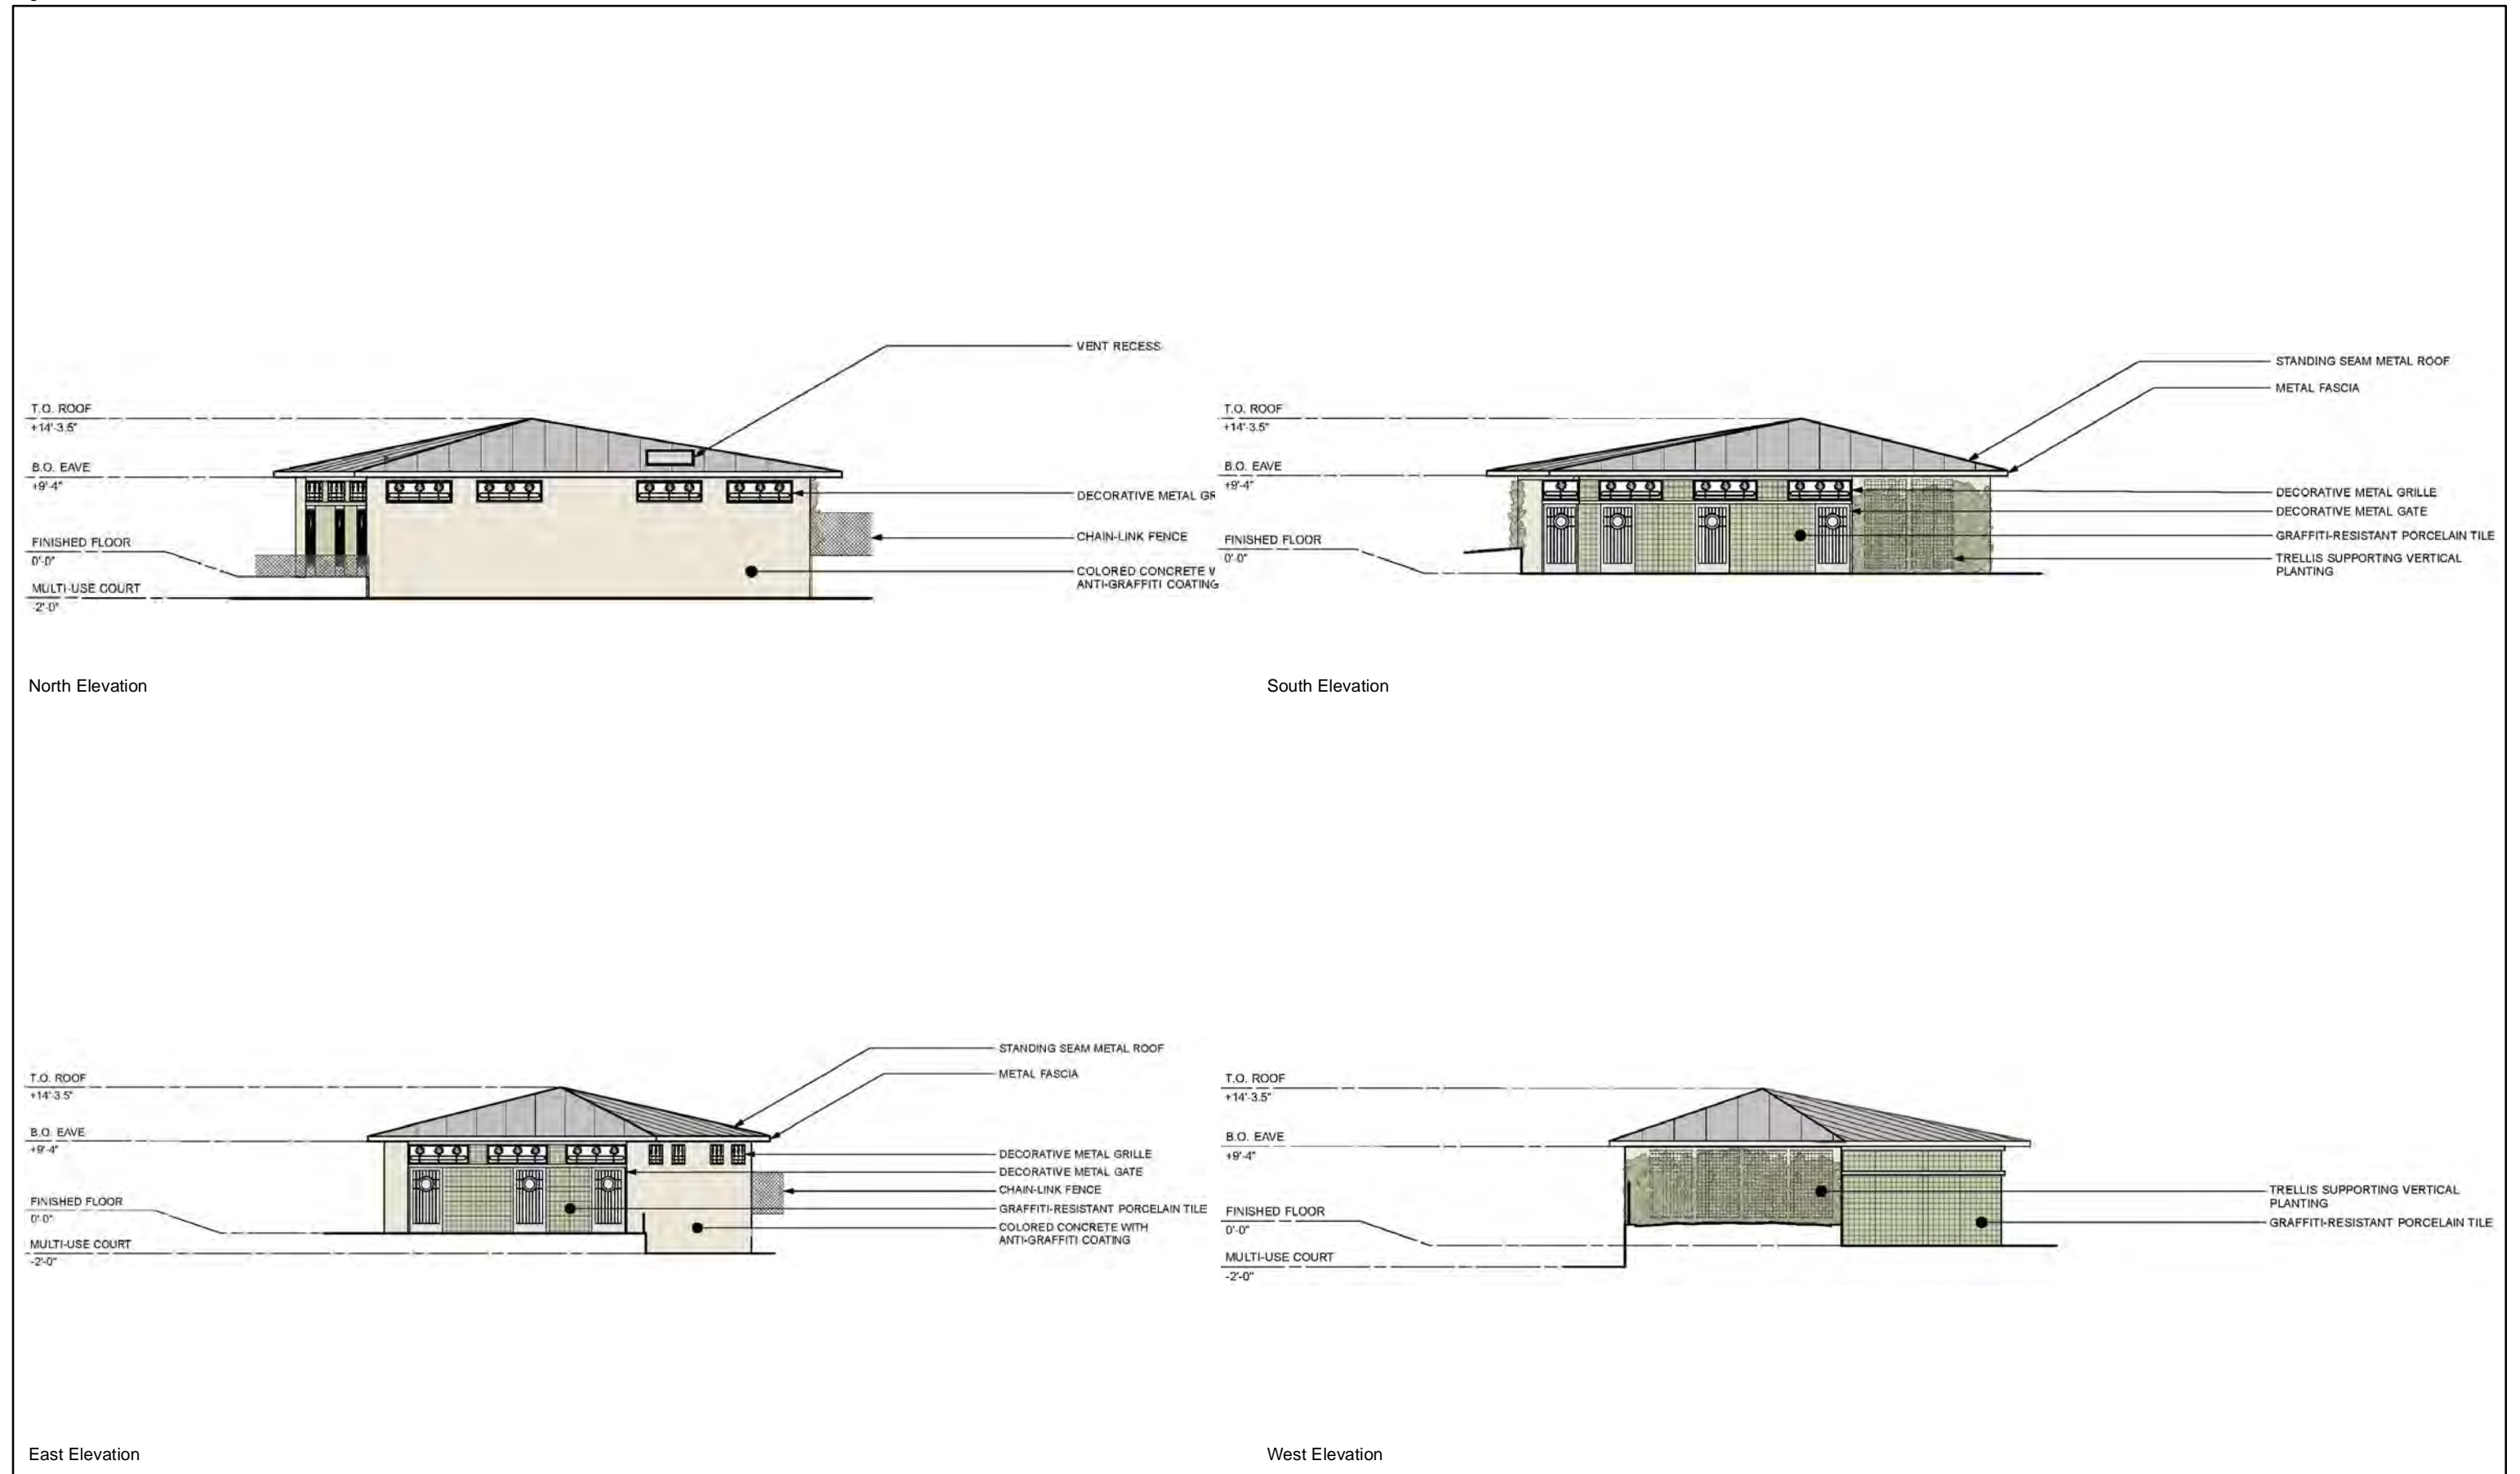 VENT RECESS
T.O. ROOF
+14'-3.5"
B.O. EAVE
+9'-4"
DECORATIVE METAL GR
CHAIN-LINK FENCE
FINISHED FLOOR
0'-0"
COLORED CONCRETE W
ANTI-GRAFFITI COATING
MULTI-USE COURT
-2'-0"
North Elevation
STANDING SEAM METAL ROOF
METAL FASCIA
T.O. ROOF
+14'-3.5"
B.O. EAVE
+9'-4"
DECORATIVE METAL GRILLE
DECORATIVE METAL GATE
GRAFFITI-RESISTANT PORCELAIN TILE
FINISHED FLOOR
0'-0"
TRELLIS SUPPORTING VERTICAL
PLANTING
South Elevation
STANDING SEAM METAL ROOF
METAL FASCIA
T.O. ROOF
+14'-3.5"
B.O. EAVE
+9'-4"
DECORATIVE METAL GRILLE
DECORATIVE METAL GATE
CHAIN-LINK FENCE
FINISHED FLOOR
0'-0"
GRAFFITI-RESISTANT PORCELAIN TILE
COLORED CONCRETE WITH
ANTI-GRAFFITI COATING
MULTI-USE COURT
-2'-0"
East Elevation
T.O. ROOF
+14'-3.5"
B.O. EAVE
+9'-4"
TRELLIS SUPPORTING VERTICAL
PLANTING
FINISHED FLOOR
0'-0"
GRAFFITI-RESISTANT PORCELAIN TILE
MULTI-USE COURT
-2'-0"
West Elevation